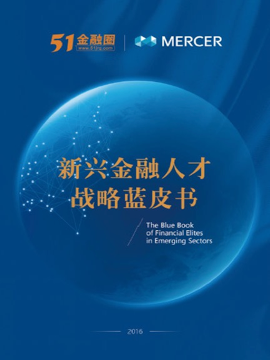 51金融圈
www.51jrq.com
MERCER
新兴金融人才
战略蓝皮书
The Blue Book
of Financial Elites
in Emerging Sectors
2016